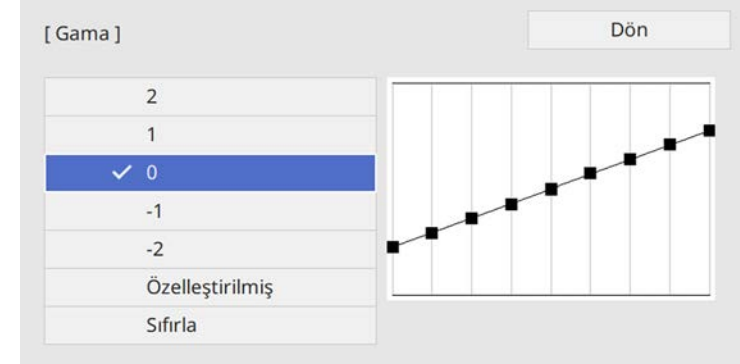 [ Gama ]
Dön
2
1
0
-1
-2
Özelleştirilmiş
Sıfırla